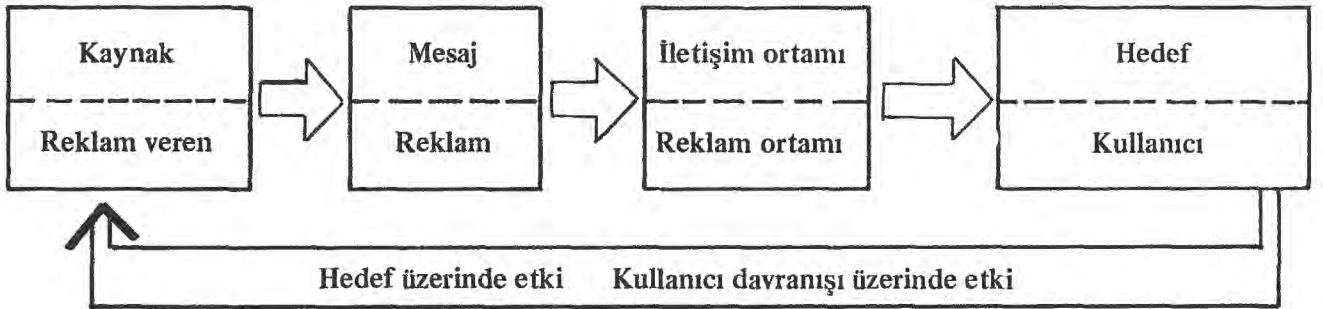 Kaynak
Reklam veren
Mesaj
Reklam
İletişim ortamı
Reklam ortamı
Hedef
Kullanıcı
Hedef üzerinde etki Kullanıcı davranışı üzerinde etki